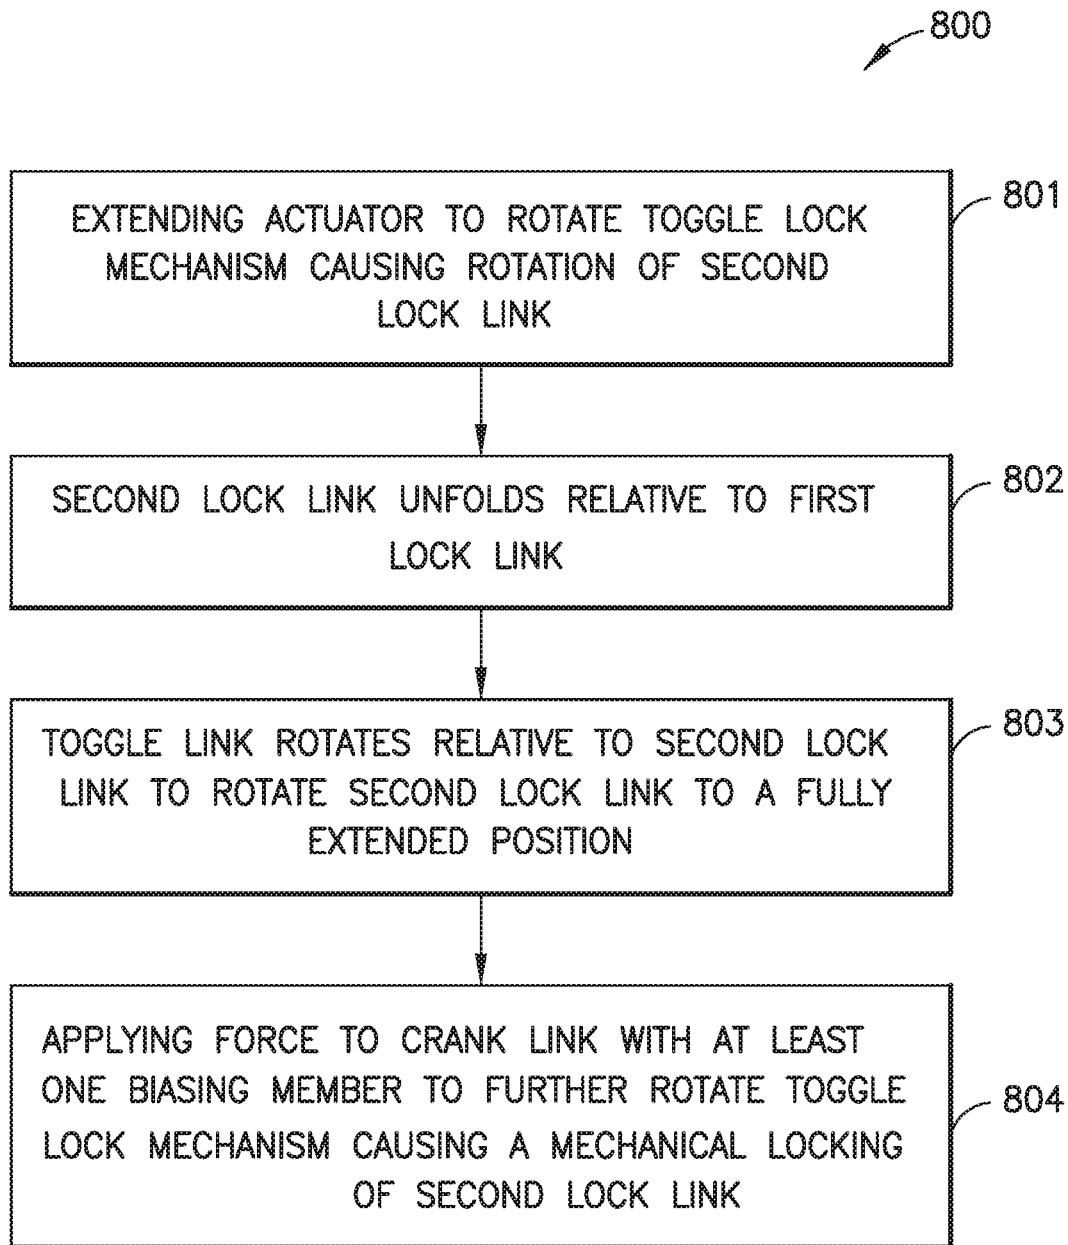 800
EXTENDING ACTUATOR TO ROTATE TOGGLE LOCK
MECHANISM CAUSING ROTATION OF SECOND
LOCK LINK
801
SECOND LOCK LINK UNFOLDS RELATIVE TO FIRST
LOCK LINK
802
TOGGLE LINK ROTATES RELATIVE TO SECOND LOCK
LINK TO ROTATE SECOND LOCK LINK TO A FULLY
EXTENDED POSITION
803
APPLYING FORCE TO CRANK LINK WITH AT LEAST
ONE BIASING MEMBER TO FURTHER ROTATE TOGGLE
LOCK MECHANISM CAUSING A MECHANICAL LOCKING
OF SECOND LOCK LINK
804